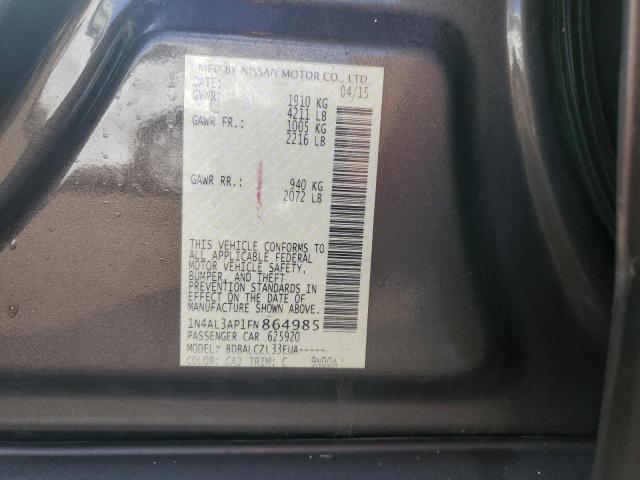 MFD BY NISSAN MOTOR CO., LTD.
DATE: 04/15
GVWR: 1910 KG
4211 LB
GAWR FR.: 1005 KG
2216 LB
GAWR RR.: 940 KG
2072 LB
THIS VEHICLE CONFORMS TO
ALL APPLICABLE FEDERAL
MOTOR VEHICLE SAFETY,
BUMPER, AND THEFT
PREVENTION STANDARDS
IN EFFECT ON THE DATE OF
MANUFACTURE SHOWN ABOVE.
1N4AL3AP1FN864985
PASSENGER CAR 625920
MODEL: BDBALCZL33EUA-----
COLOR: CAJ TRIM: C